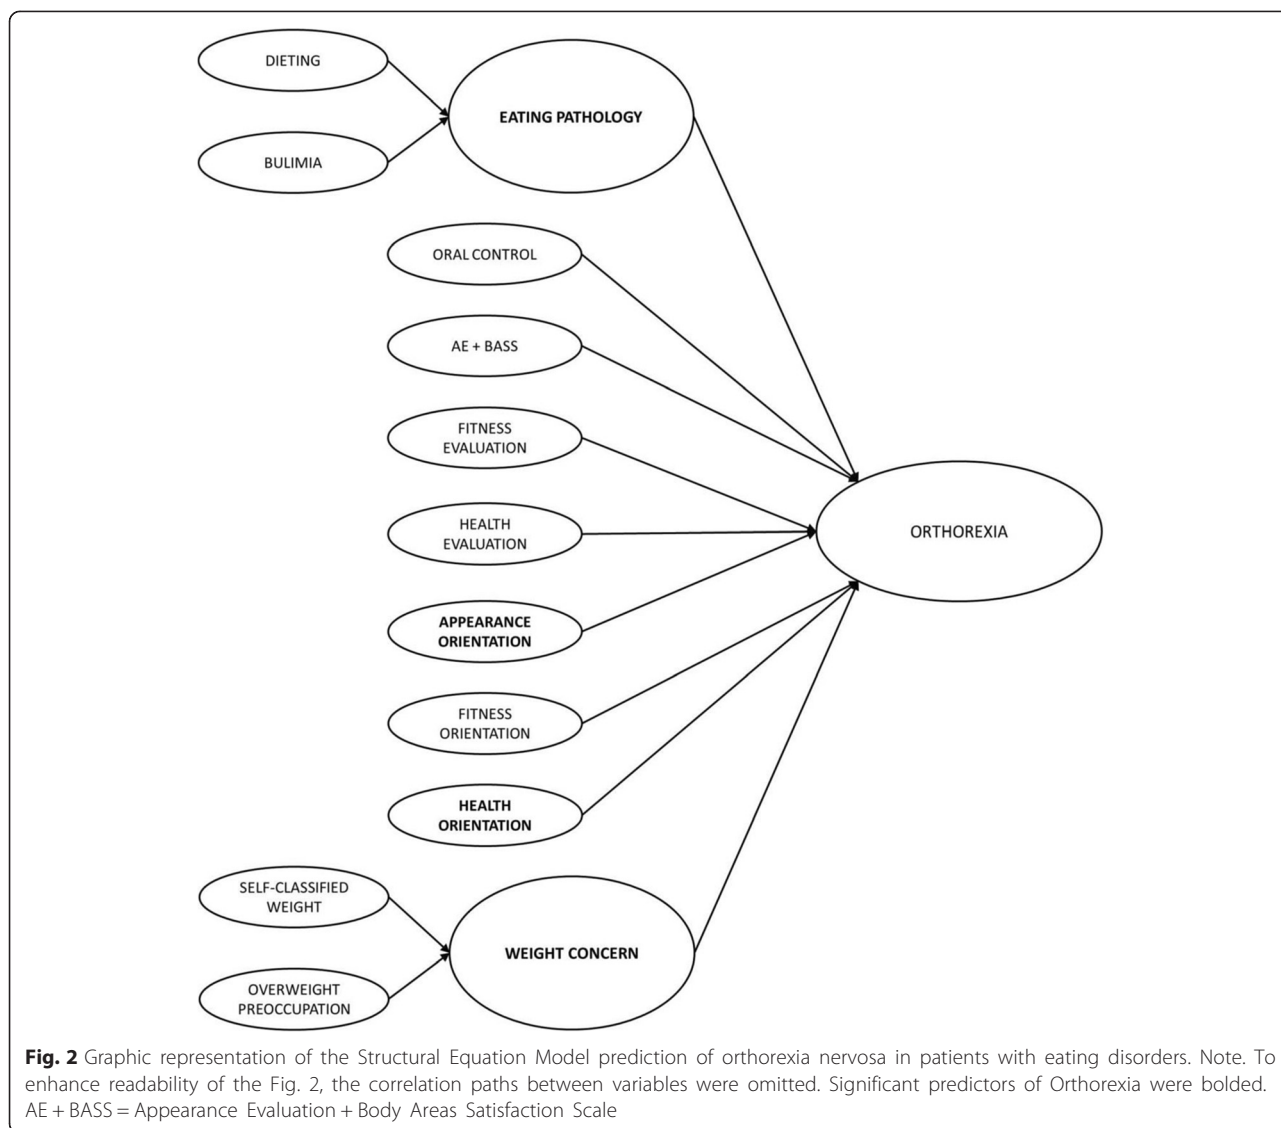 DIETING
EATING PATHOLOGY
BULIMIA
ORAL CONTROL
AE + BASS
FITNESS
EVALUATION
HEALTH
EVALUATION
ORTHOREXIA
APPEARANCE
ORIENTATION
FITNESS
ORIENTATION
HEALTH
ORIENTATION
SELF-CLASSIFIED
WEIGHT
WEIGHT CONCERN
OVERWEIGHT
PREOCCUPATION
Fig. 2 Graphic representation of the Structural Equation Model prediction of orthorexia nervosa in patients with eating disorders. Note. To
enhance readability of the Fig. 2, the correlation paths between variables were omitted. Significant predictors of Orthorexia were bolded.
AE + BASS = Appearance Evaluation + Body Areas Satisfaction Scale